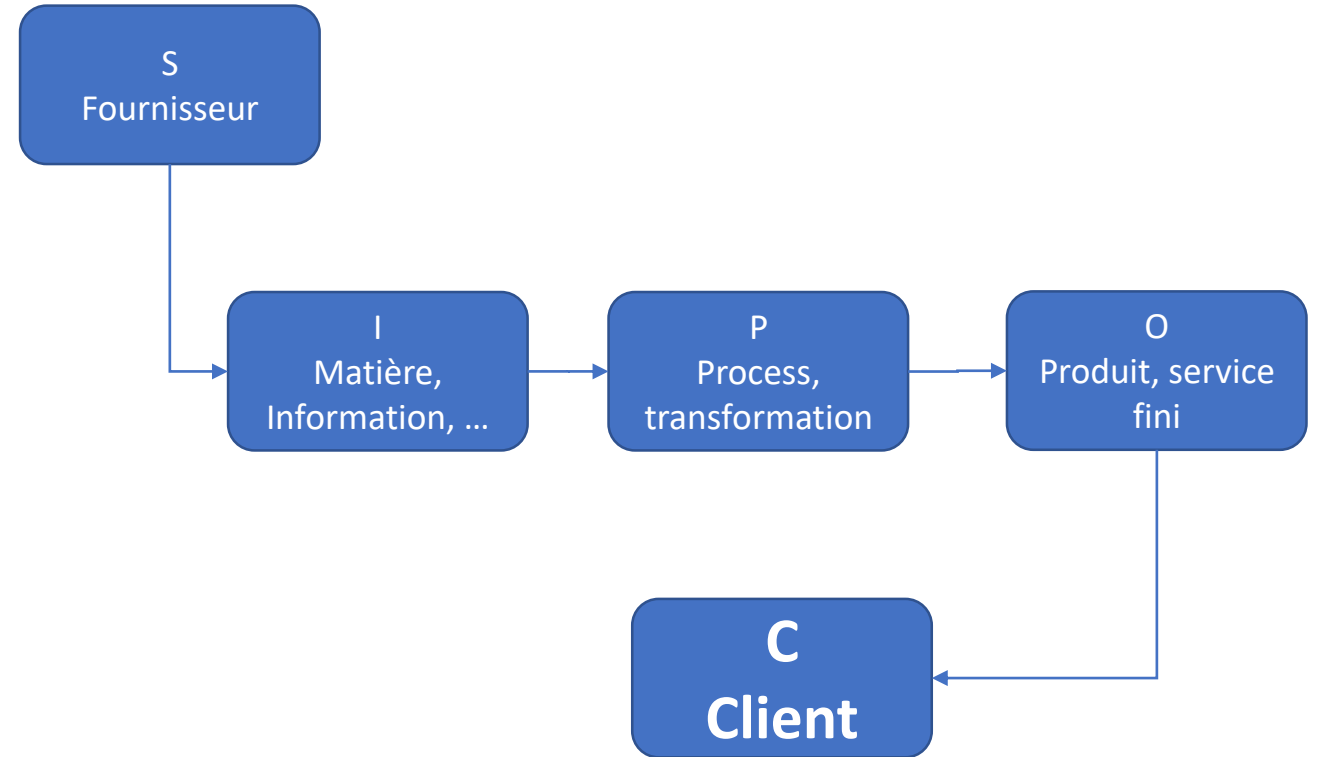 S
Fournisseur
I
Matière,
Information, …
P
Process,
transformation
O
Produit, service
fini
C
Client